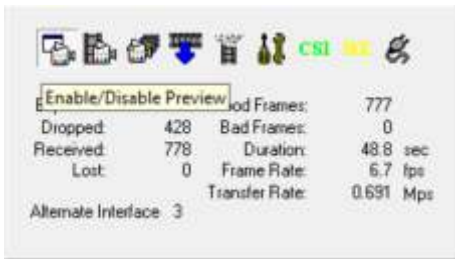 CSI
Enable/Disable Preview ood Frames: 777
Dropped: 428 Bad Frames: 0
Received: 778 Duration: 48.8 sec
Lost: 0 Frame Rate: 6.7 fps
Transfer Rate: 0.691 Mps
Alternate Interface 3